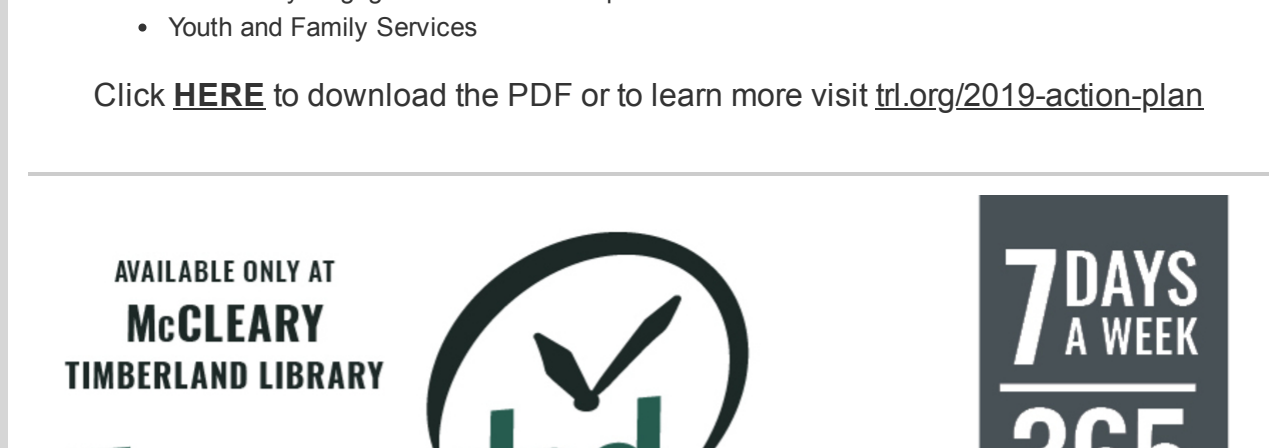 Youth and Family Services
Click HERE to download the PDF or to learn more visit trl.org/2019-action-plan
AVAILABLE ONLY AT
McCLEARY
TIMBERLAND LIBRARY
7 DAYS
A WEEK
365